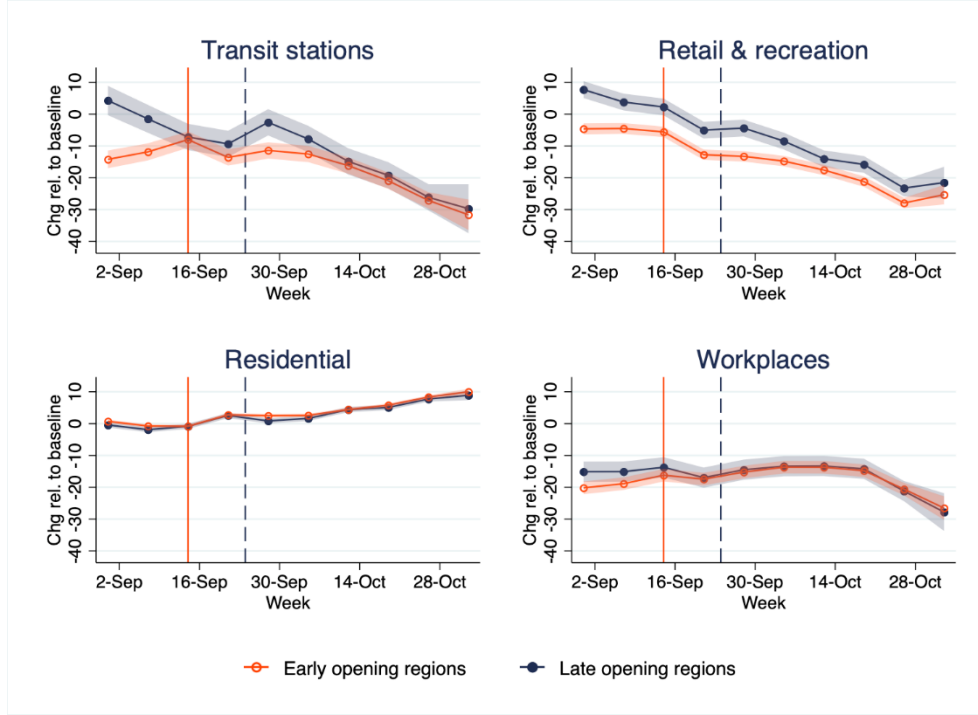 Transit stations
Chg rel. to baseline
10
0
-10
-20
-30
-40
2-Sep 16-Sep 30-Sep 14-Oct 28-Oct
Week
Retail & recreation
Chg rel. to baseline
10
0
-10
-20
-30
-40
2-Sep 16-Sep 30-Sep 14-Oct 28-Oct
Week
Residential
Chg rel. to baseline
10
0
-10
-20
-30
-40
2-Sep 16-Sep 30-Sep 14-Oct 28-Oct
Week
Workplaces
Chg rel. to baseline
10
0
-10
-20
-30
-40
2-Sep 16-Sep 30-Sep 14-Oct 28-Oct
Week
Early opening regions Late opening regions